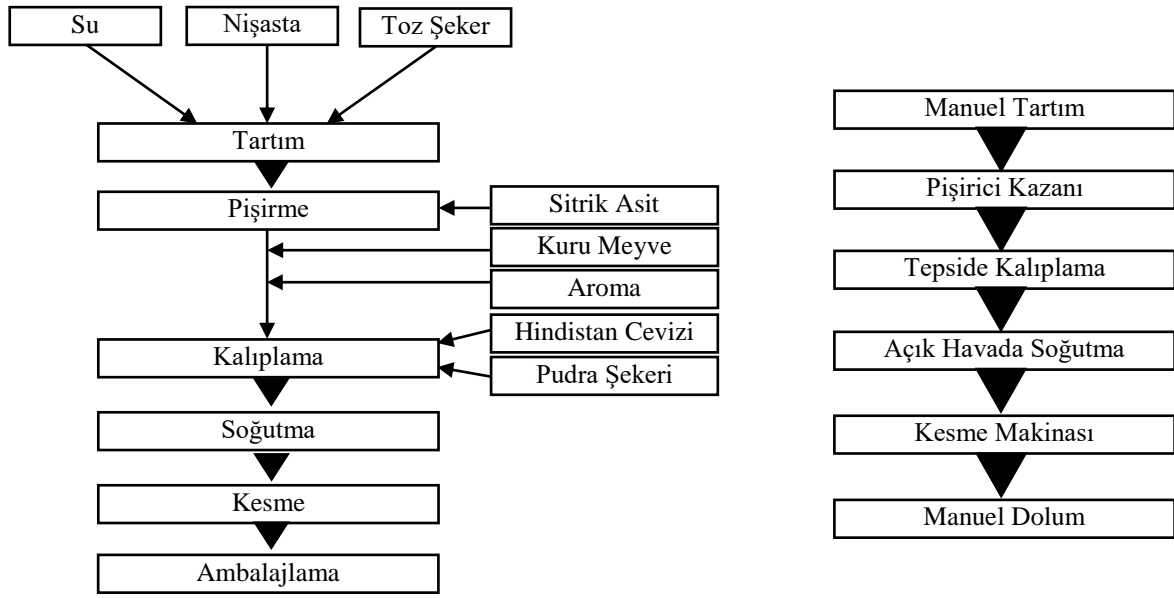 Su
Nişasta
Toz Şeker
Tartım
Pişirme
Sitrik Asit
Kuru Meyve
Aroma
Hindistan Cevizi
Kalıplama
Pudra Şekeri
Soğutma
Kesme
Ambalajlama
Manuel Tartım
Pişirici Kazanı
Tepside Kalıplama
Açık Havada Soğutma
Kesme Makinası
Manuel Dolum